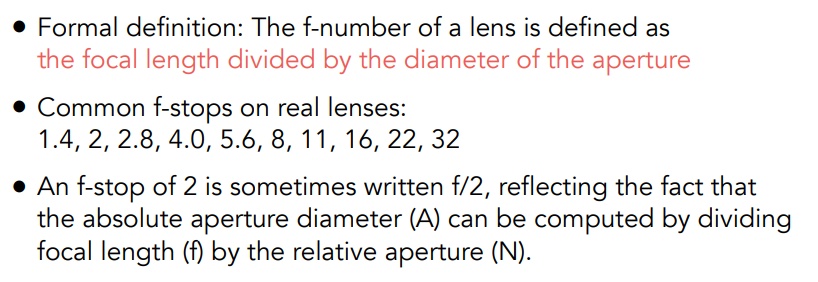 • Formal definition: The f-number of a lens is defined as
the focal length divided by the diameter of the aperture
• Common f-stops on real lenses:
1.4, 2, 2.8, 4.0, 5.6, 8, 11, 16, 22, 32
• An f-stop of 2 is sometimes written f/2, reflecting the fact that
the absolute aperture diameter (A) can be computed by dividing
focal length (f) by the relative aperture (N).